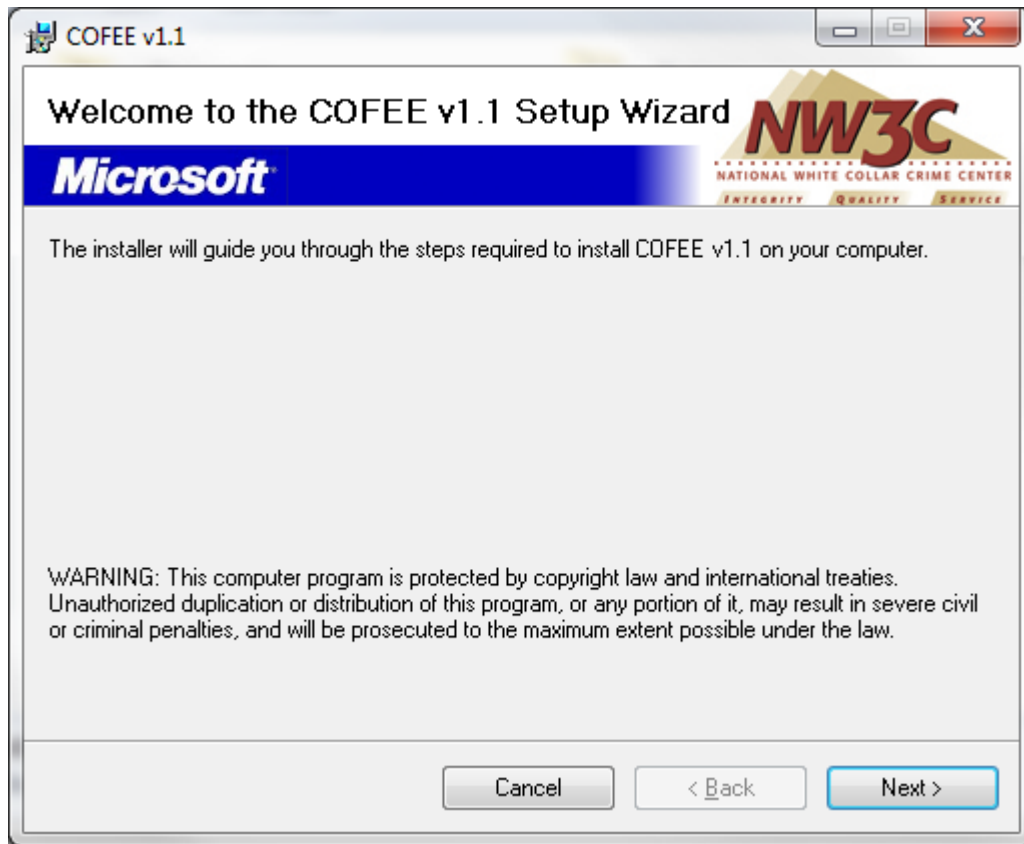 COFEE v1.1
Welcome to the COFEE v1.1 Setup Wizard
NW3C
Microsoft
NATIONAL WHITE COLLAR CRIME CENTER
INTEGRITY QUALITY SERVICE
The installer will guide you through the steps required to install COFEE v1.1 on your computer.
WARNING: This computer program is protected by copyright law and international treaties.
Unauthorized duplication or distribution of this program, or any portion of it, may result in severe civil
or criminal penalties, and will be prosecuted to the maximum extent possible under the law.
Cancel < Back Next >